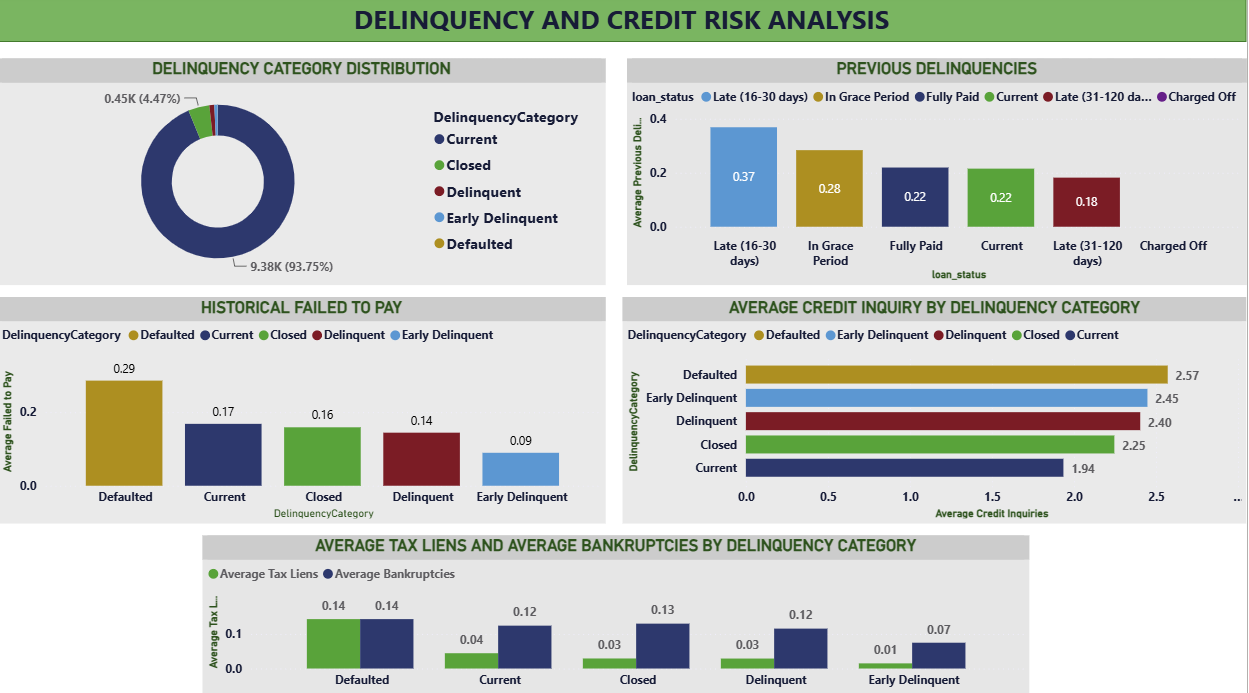 DELINQUENCY AND CREDIT RISK ANALYSIS
DELINQUENCY CATEGORY DISTRIBUTION
0.45K (4.47%)
9.38K (93.75%)
DelinquencyCategory
Current
Closed
Delinquent
Early Delinquent
Defaulted
PREVIOUS DELINQUENCIES
loan_status Late (16-30 days) In Grace Period Fully Paid Current Late (31-120 da... Charged Off
Average Previous Deli...
0.4
0.2
0.0
0.37
0.28
0.22
0.22
0.18
Late (16-30
days)
In Grace
Period
Fully Paid
Current
Late (31-120
days)
Charged Off
loan_status
HISTORICAL FAILED TO PAY
DelinquencyCategory Defaulted Current Closed Delinquent Early Delinquent
Average Failed to Pay
0.2
0.0
0.29
0.17
0.16
0.14
0.09
Defaulted Current Closed Delinquent Early Delinquent
DelinquencyCategory
AVERAGE CREDIT INQUIRY BY DELINQUENCY CATEGORY
DelinquencyCategory Defaulted Early Delinquent Delinquent Closed Current
DelinquencyCategory
Defaulted 2.57
Early Delinquent 2.45
Delinquent 2.40
Closed 2.25
Current 1.94
0.0 0.5 1.0 1.5 2.0 2.5 ...
Average Credit Inquiries
AVERAGE TAX LIENS AND AVERAGE BANKRUPTCIES BY DELINQUENCY CATEGORY
Average Tax Liens Average Bankruptcies
Average Tax L...
0.1
0.0
0.14 0.14
0.04 0.12
0.03 0.13
0.03 0.12
0.01 0.07
Defaulted Current Closed Delinquent Early Delinquent